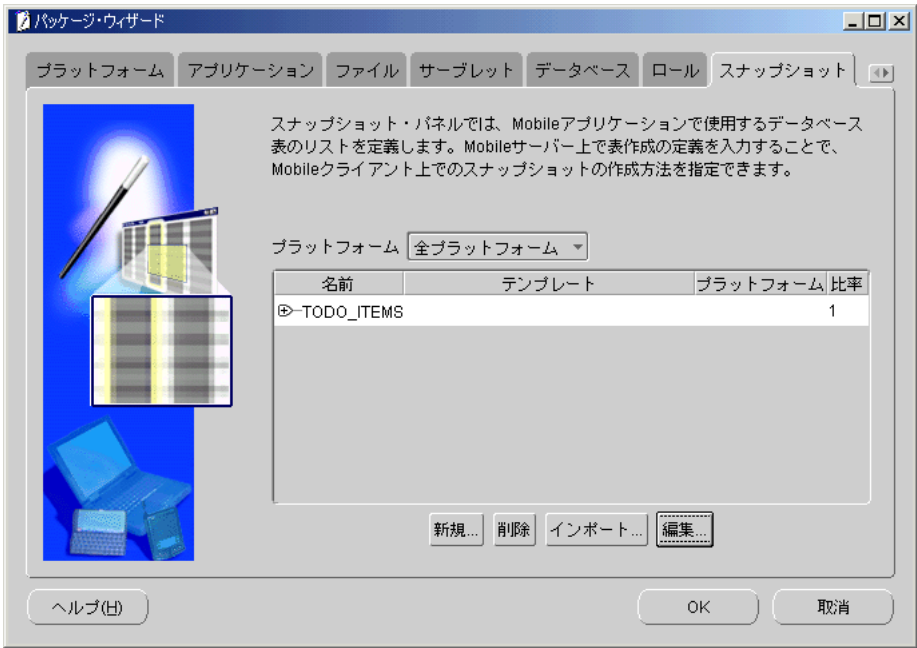 パッケージ・ウィザード
プラットフォーム アプリケーション ファイル サーブレット データベース ロール スナップショット
スナップショット・パネルでは、Mobileアプリケーションで使用するデータベース
表のリストを定義します。Mobileサーバー上で表作成の定義を入力することで、
Mobileクライアント上でのスナップショットの作成方法を指定できます。
プラットフォーム 全プラットフォーム
名前 テンプレート プラットフォーム 比率
TODO_ITEMS 1
新規... 削除 インポート... 編集...
ヘルプ(H) OK 取消